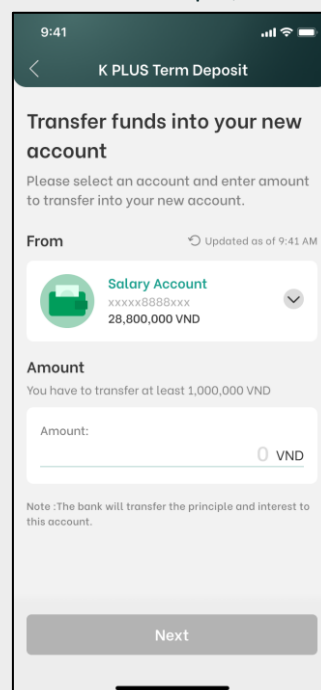 9:41
K PLUS Term Deposit
Transfer funds into your new
account
Please select an account and enter amount
to transfer into your new account.
From
Updated as of 9:41 AM
Salary Account
xxxxx8888xxx
28,800,000 VND
Amount
You have to transfer at least 1,000,000 VND
Amount:
0 VND
Note :The bank will transfer the principle and interest to
this account.
Next